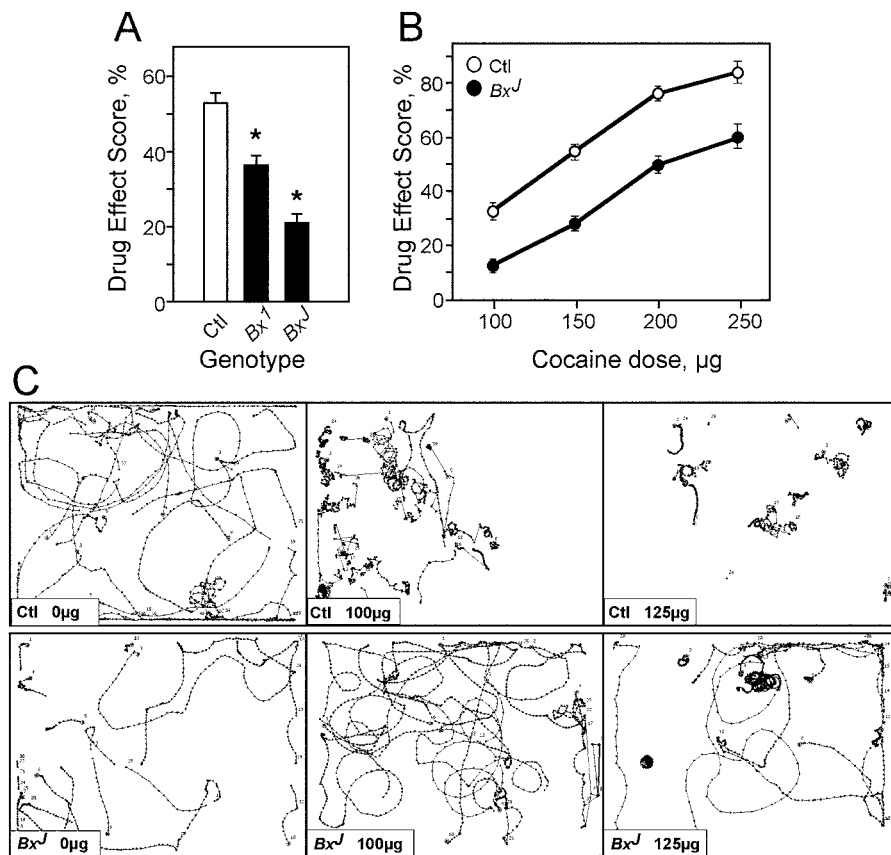 A
Drug Effect Score, %
60
40
20
0
Ctl
Bx¹
Bxᴶ
*
*
Genotype
B
Drug Effect Score, %
80
60
40
20
0
Ctl
Bxᴶ
100
150
200
250
Cocaine dose, µg
C
Ctl 0µg
Ctl 100µg
Ctl 125µg
Bxᴶ 0µg
Bxᴶ 100µg
Bxᴶ 125µg